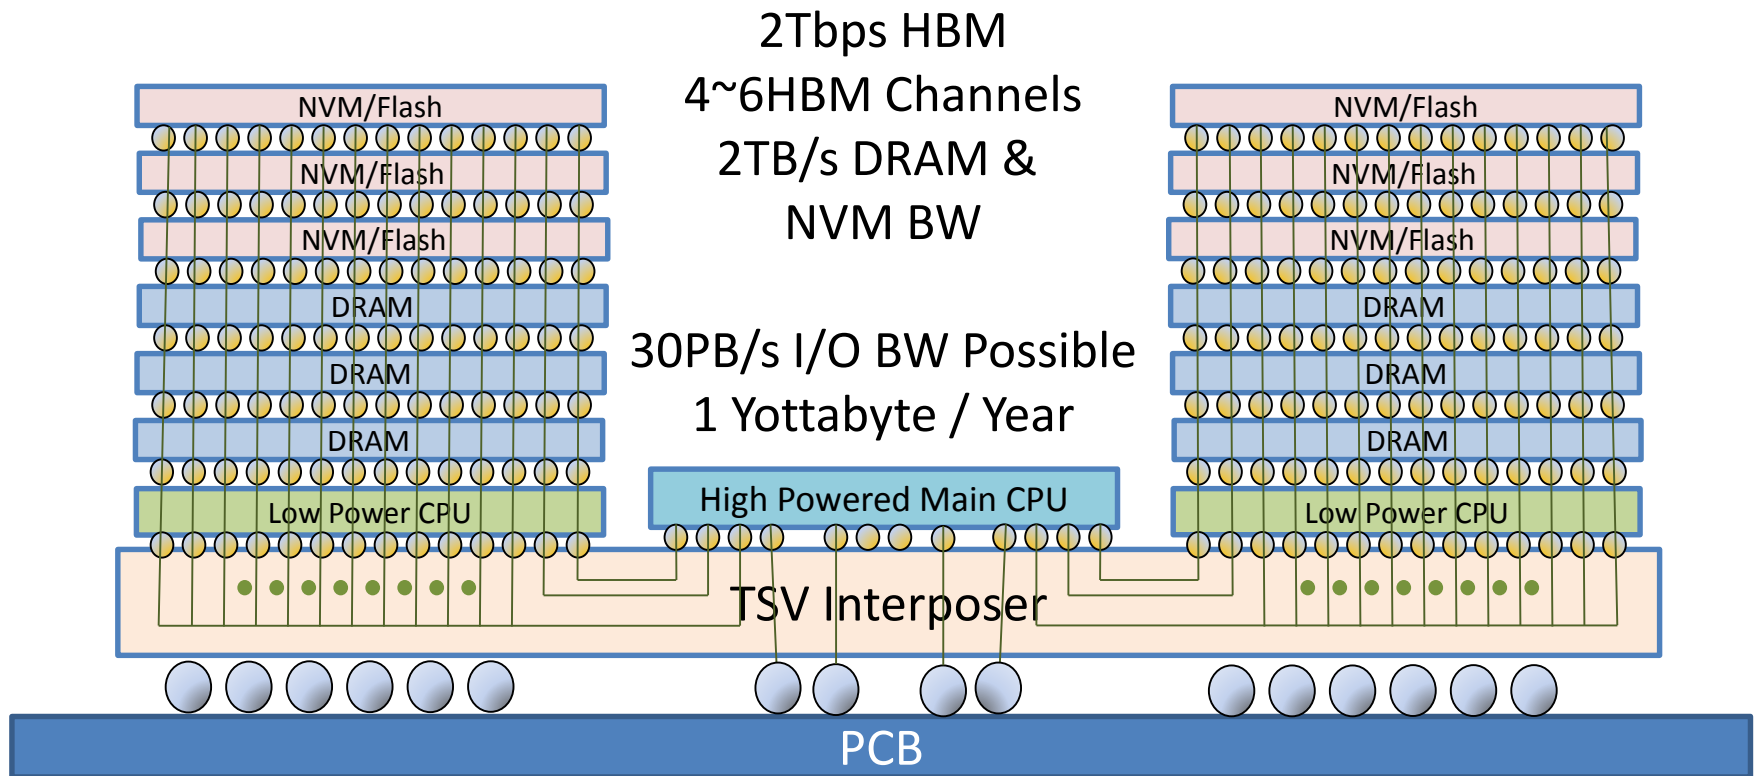 2Tbps HBM
4~6HBM Channels
2TB/s DRAM &
NVM BW
30PB/s I/O BW Possible
1 Yottabyte / Year
NVM/Flash
NVM/Flash
NVM/Flash
DRAM
DRAM
DRAM
Low Power CPU
High Powered Main CPU
NVM/Flash
NVM/Flash
NVM/Flash
DRAM
DRAM
DRAM
Low Power CPU
TSV Interposer
PCB